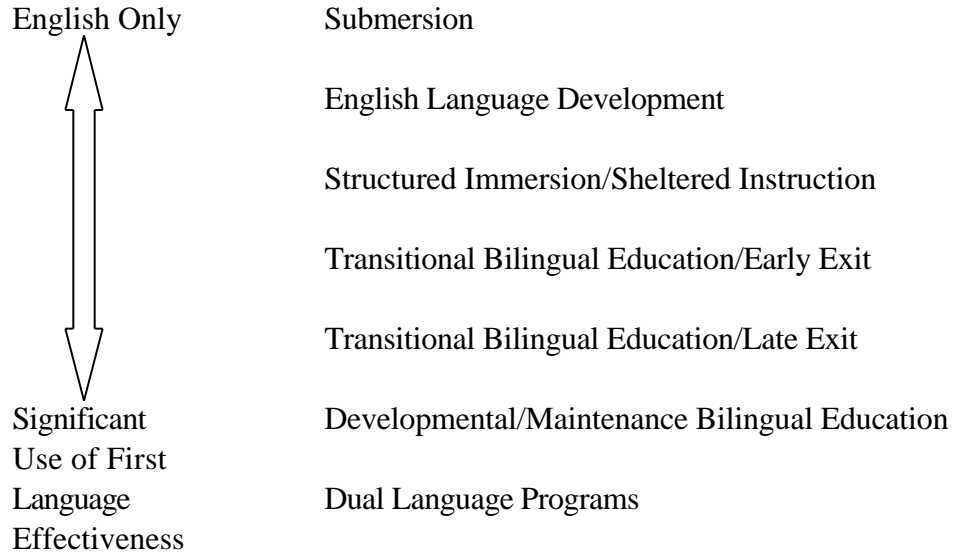 English Only Submersion
English Language Development
Structured Immersion/Sheltered Instruction
Transitional Bilingual Education/Early Exit
Transitional Bilingual Education/Late Exit
Significant Developmental/Maintenance Bilingual Education
Use of First
Language Dual Language Programs
Effectiveness